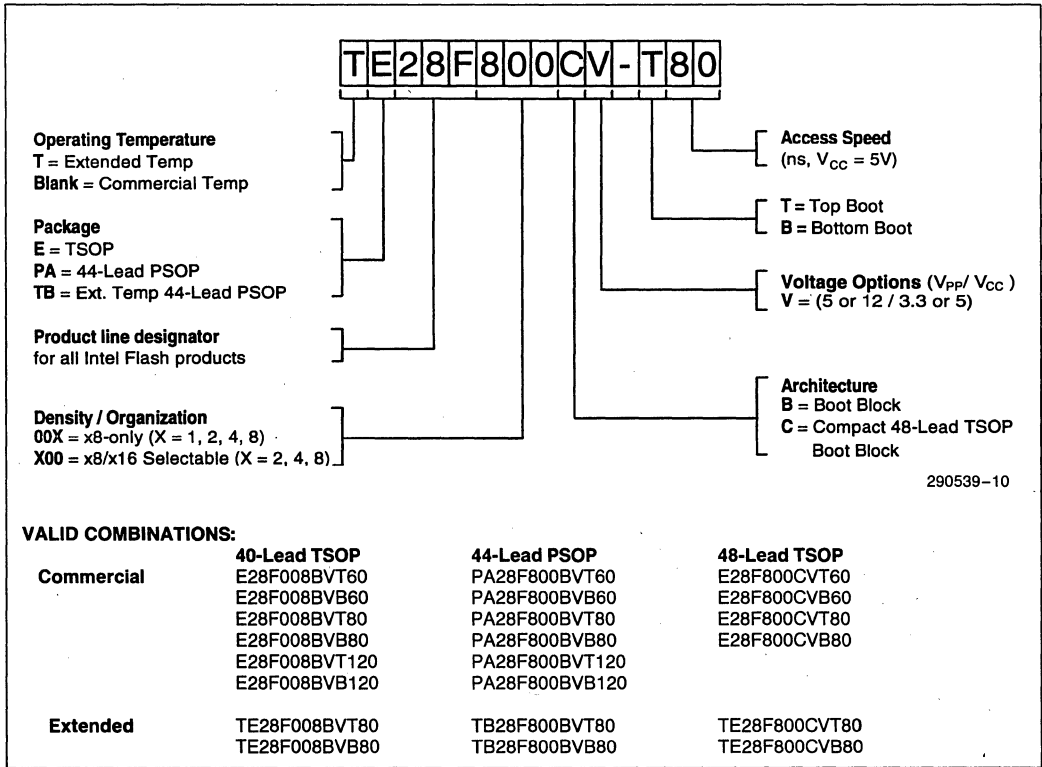 TE28F800CV-T80
Operating Temperature
T = Extended Temp
Blank = Commercial Temp
Package
E = TSOP
PA = 44-Lead PSOP
TB = Ext. Temp 44-Lead PSOP
Product line designator
for all Intel Flash products
Density / Organization
00X = x8-only (X = 1, 2, 4, 8)
X00 = x8/x16 Selectable (X = 2, 4, 8)
Access Speed
(ns, VCC = 5V)
T = Top Boot
B = Bottom Boot
Voltage Options (VPP/ VCC )
V = (5 or 12 / 3.3 or 5)
Architecture
B = Boot Block
C = Compact 48-Lead TSOP
Boot Block
290539–10
VALID COMBINATIONS:
40-Lead TSOP 44-Lead PSOP 48-Lead TSOP
Commercial E28F008BVT60 PA28F800BVT60 E28F800CVT60
E28F008BVB60 PA28F800BVB60 E28F800CVB60
E28F008BVT80 PA28F800BVT80 E28F800CVT80
E28F008BVB80 PA28F800BVB80 E28F800CVB80
E28F008BVT120 PA28F800BVT120
E28F008BVB120 PA28F800BVB120
Extended TE28F008BVT80 TB28F800BVT80 TE28F800CVT80
TE28F008BVB80 TB28F800BVB80 TE28F800CVB80